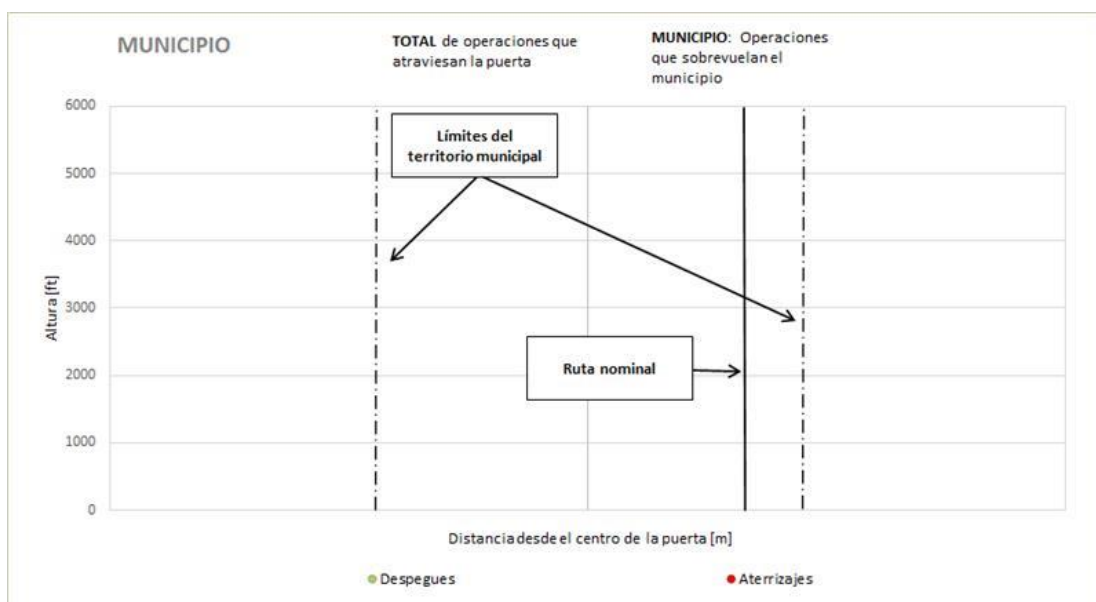 MUNICIPIO
TOTAL de operaciones que
atraviesan la puerta
MUNICIPIO: Operaciones
que sobrevuelan el
municipio
6000
5000
4000
3000
2000
1000
0
Altura [ft]
Límites del
territorio municipal
Ruta nominal
Distancia desde el centro de la puerta [m]
Despegues
Aterrizajes